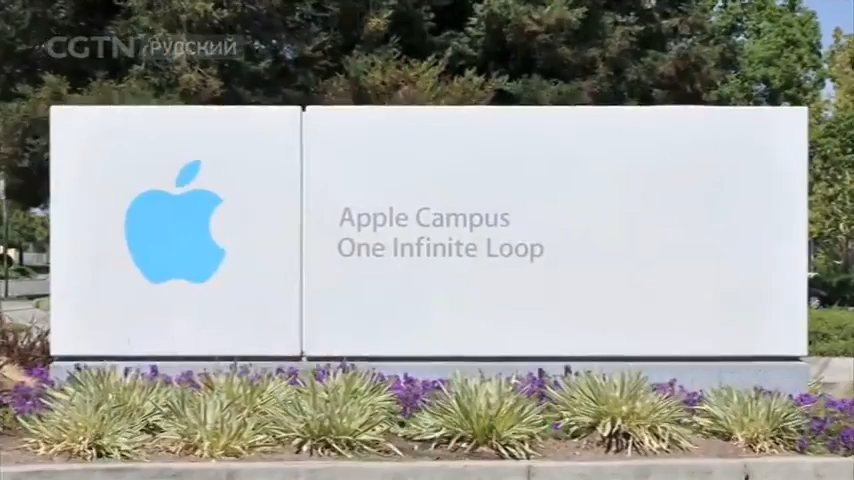 CGTN Русский
Apple Campus
One Infinite Loop